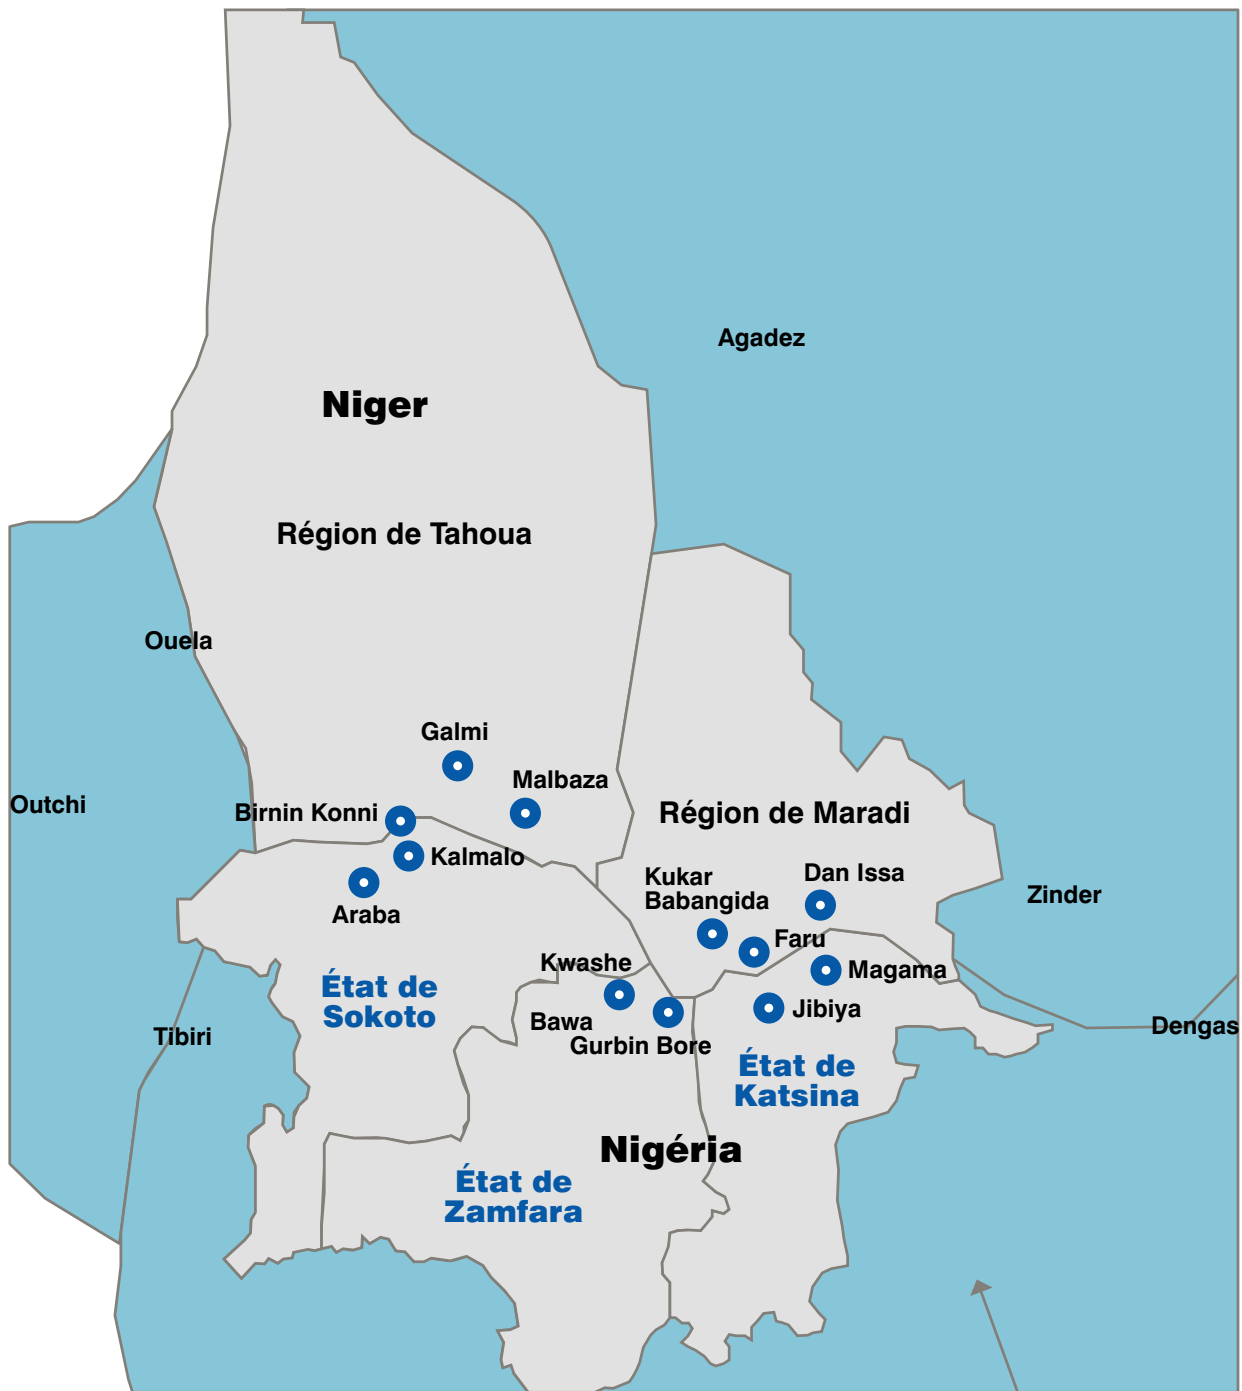 Agadez
Niger
Région de Tahoua
Ouela
Galmi
Malbaza
Outchi
Birnin Konni
Région de Maradi
Kalmalo
Kukar
Babangida
Dan Issa
Zinder
Araba
Faru
Kwashe
Magama
État de
Sokoto
Jibiya
Bawa
Tibiri
Dengas
Gurbin Bore
État de
Katsina
Nigéria
État de
Zamfara